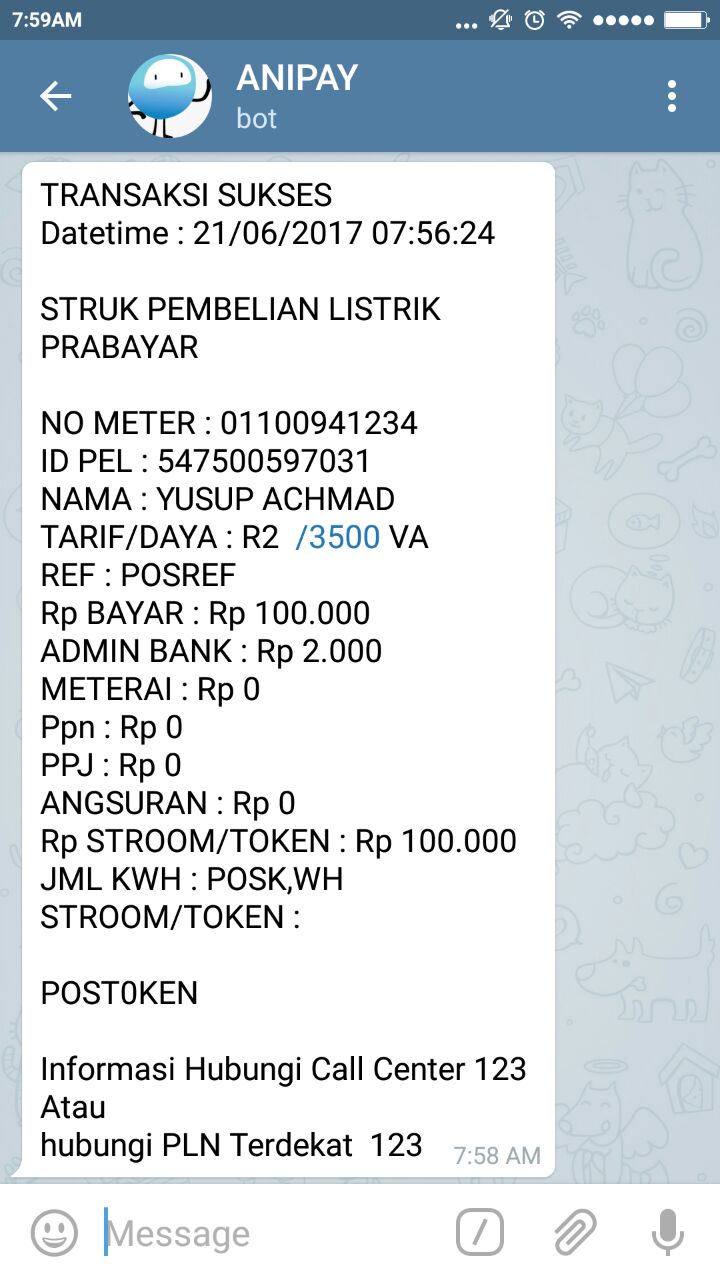 7:59AM
ANIPAY
bot
TRANSAKSI SUKSES
Datetime : 21/06/2017 07:56:24
STRUK PEMBELIAN LISTRIK
PRABAYAR
NO METER : 01100941234
ID PEL : 547500597031
NAMA : YUSUP ACHMAD
TARIF/DAYA : R2  /3500 VA
REF : POSREF
Rp BAYAR : Rp 100.000
ADMIN BANK : Rp 2.000
METERAI : Rp 0
Ppn : Rp 0
PPJ : Rp 0
ANGSURAN : Rp 0
Rp STROOM/TOKEN : Rp 100.000
JML KWH : POSK,WH
STROOM/TOKEN :
POST0KEN
Informasi Hubungi Call Center 123
Atau
hubungi PLN Terdekat  123
7:58 AM
Message